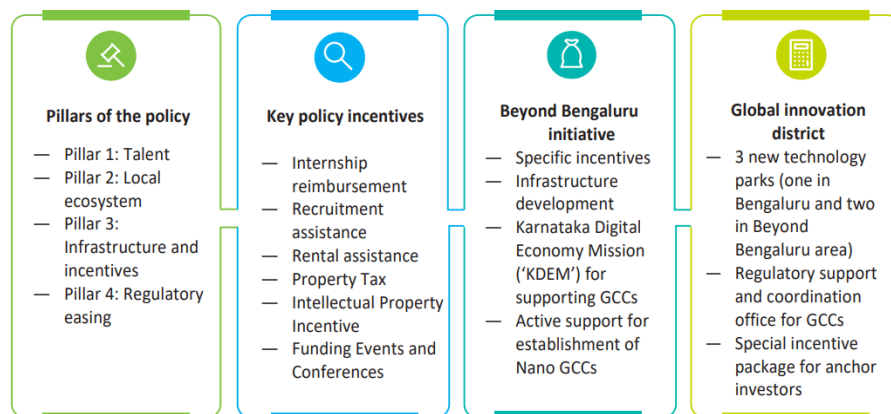 Pillars of the policy
— Pillar 1: Talent
— Pillar 2: Local
ecosystem
— Pillar 3:
Infrastructure and
incentives
— Pillar 4: Regulatory
easing
Key policy incentives
— Internship
reimbursement
— Recruitment
assistance
— Rental assistance
— Property Tax
— Intellectual Property
Incentive
— Funding Events and
Conferences
Beyond Bengaluru
initiative
— Specific incentives
— Infrastructure
development
— Karnataka Digital
Economy Mission
(‘KDEM’) for
supporting GCCs
— Active support for
establishment of
Nano GCCs
Global innovation
district
— 3 new technology
parks (one in
Bengaluru and two
in Beyond
Bengaluru area)
— Regulatory support
and coordination
office for GCCs
— Special incentive
package for anchor
investors